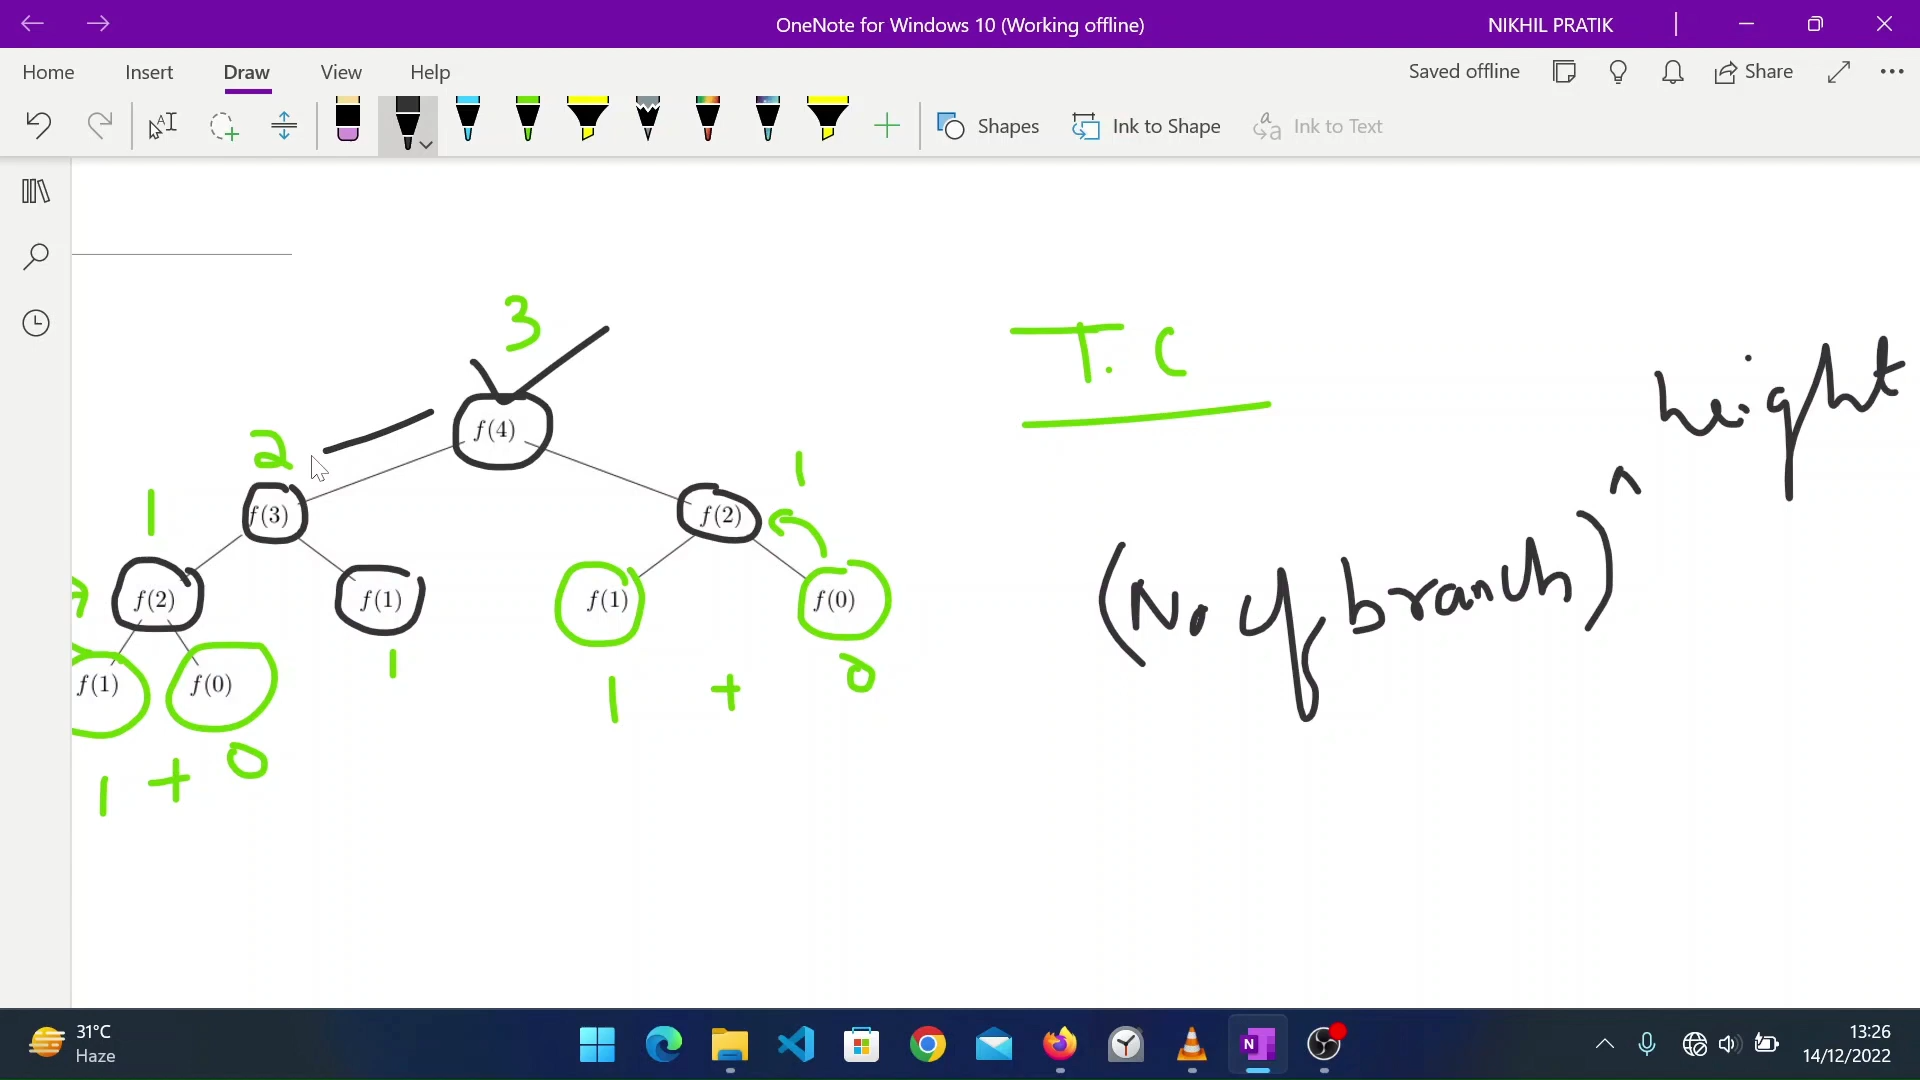 OneNote for Windows 10 (Working offline)
NIKHIL PRATIK
Home Insert Draw View Help
Saved offline Share
Shapes Ink to Shape Ink to Text
3
T.C
height
f(4)
2
1
^
1
f(3)
f(2)
(No of branch)
f(2)
f(1)
f(1)
f(0)
1
1 + 0
f(1)
f(0)
1 + 0
31°C
Haze
13:26
14/12/2022